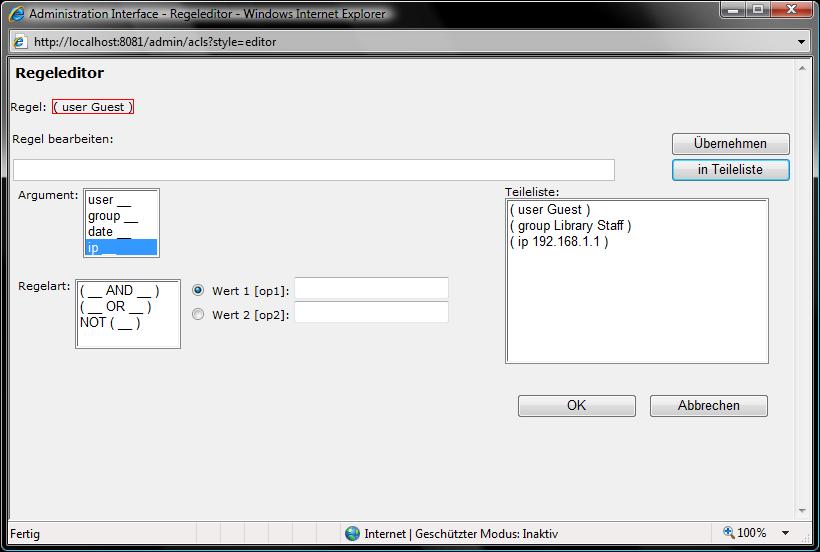 Administration Interface - Regeleditor - Windows Internet Explorer
http://localhost:8081/admin/acls?style=editor
Regeleditor
Regel: ( user Guest )
Regel bearbeiten:
Übernehmen
in Teileliste
Argument:
user __
group __
date __
ip __
Teileliste:
( user Guest )
( group Library Staff )
( ip 192.168.1.1 )
Regelart:
( __ AND __ )
( __ OR __ )
NOT ( __ )
Wert 1 [op1]:
Wert 2 [op2]:
OK
Abbrechen
Fertig
Internet | Geschützter Modus: Inaktiv
100%